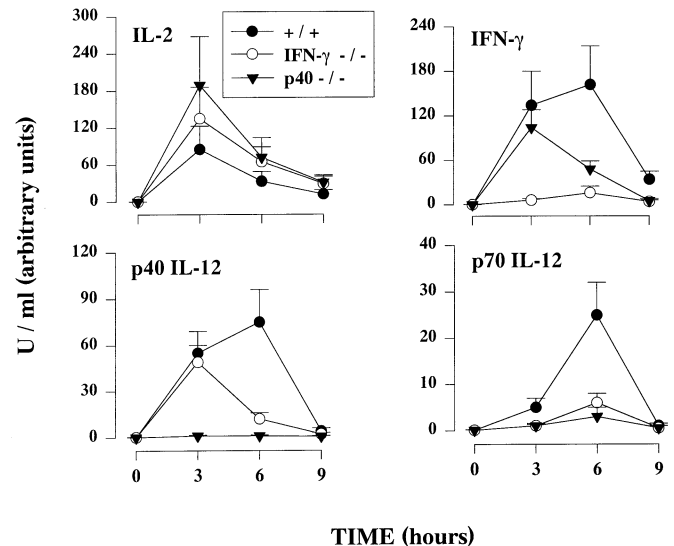 IL-2
+ / +
IFN-γ - / -
p40 - / -
300
240
180
120
60
0
IFN-γ
240
180
120
60
0
U / ml (arbitrary units)
p40 IL-12
120
90
60
30
0
0 3 6 9
p70 IL-12
40
30
20
10
0
0 3 6 9
TIME (hours)